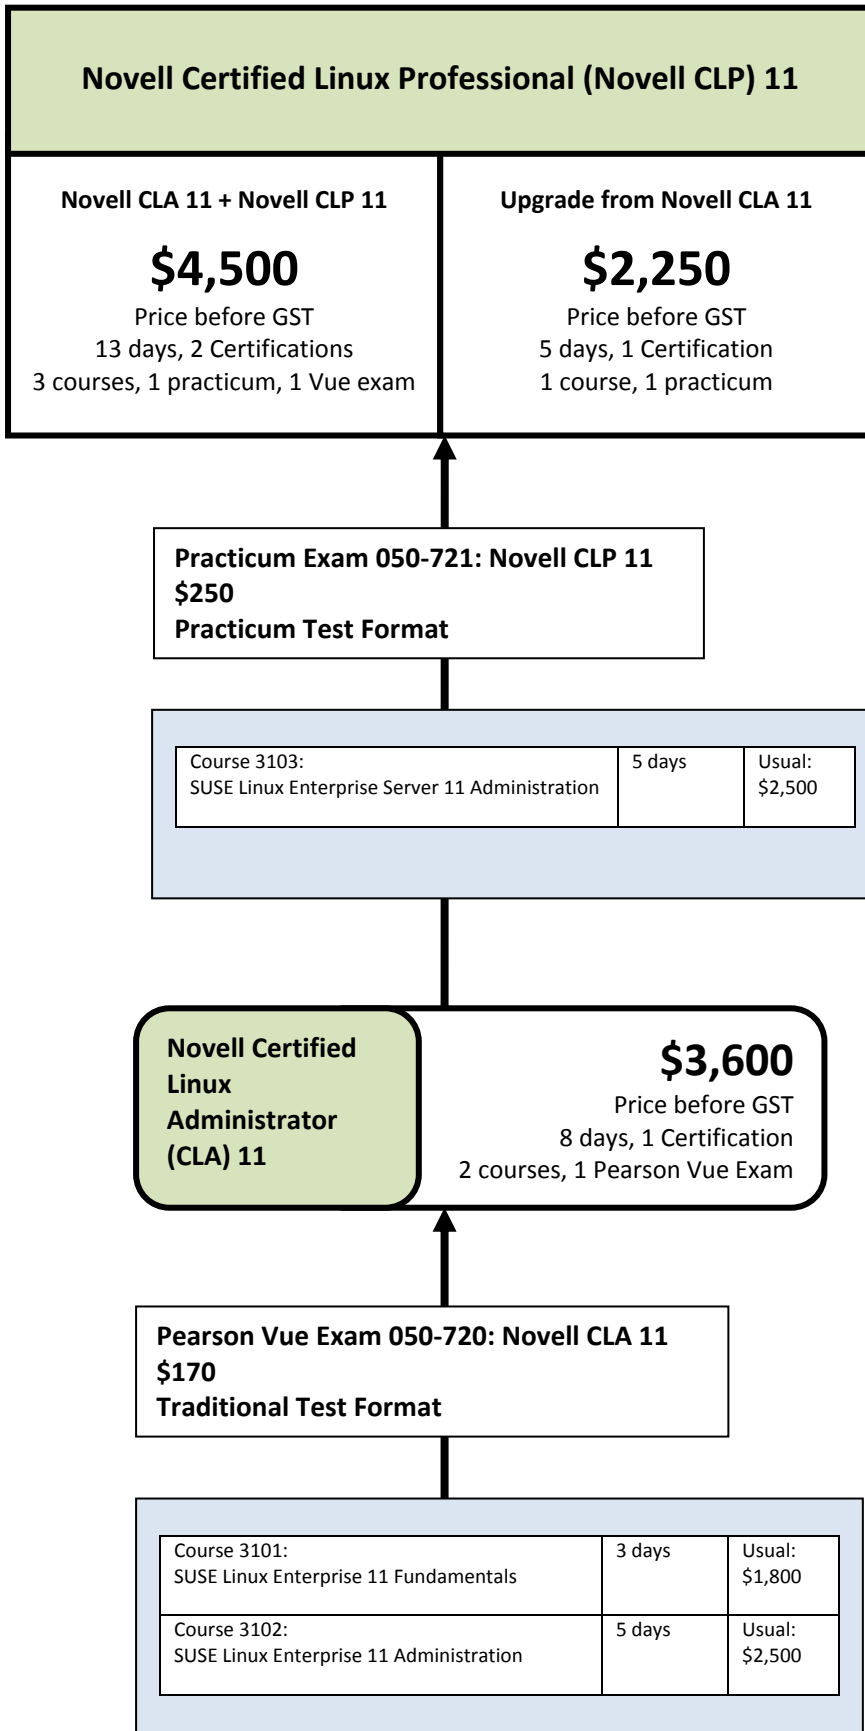 Novell Certified Linux Professional (Novell CLP) 11
Novell CLA 11 + Novell CLP 11
$4,500
Price before GST
13 days, 2 Certifications
3 courses, 1 practicum, 1 Vue exam
Upgrade from Novell CLA 11
$2,250
Price before GST
5 days, 1 Certification
1 course, 1 practicum
Practicum Exam 050-721: Novell CLP 11
$250
Practicum Test Format
Course 3103:
SUSE Linux Enterprise Server 11 Administration
5 days
Usual:
$2,500
Novell Certified
Linux
Administrator
(CLA) 11
$3,600
Price before GST
8 days, 1 Certification
2 courses, 1 Pearson Vue Exam
Pearson Vue Exam 050-720: Novell CLA 11
$170
Traditional Test Format
Course 3101:
SUSE Linux Enterprise 11 Fundamentals
3 days
Usual:
$1,800
Course 3102:
SUSE Linux Enterprise 11 Administration
5 days
Usual:
$2,500